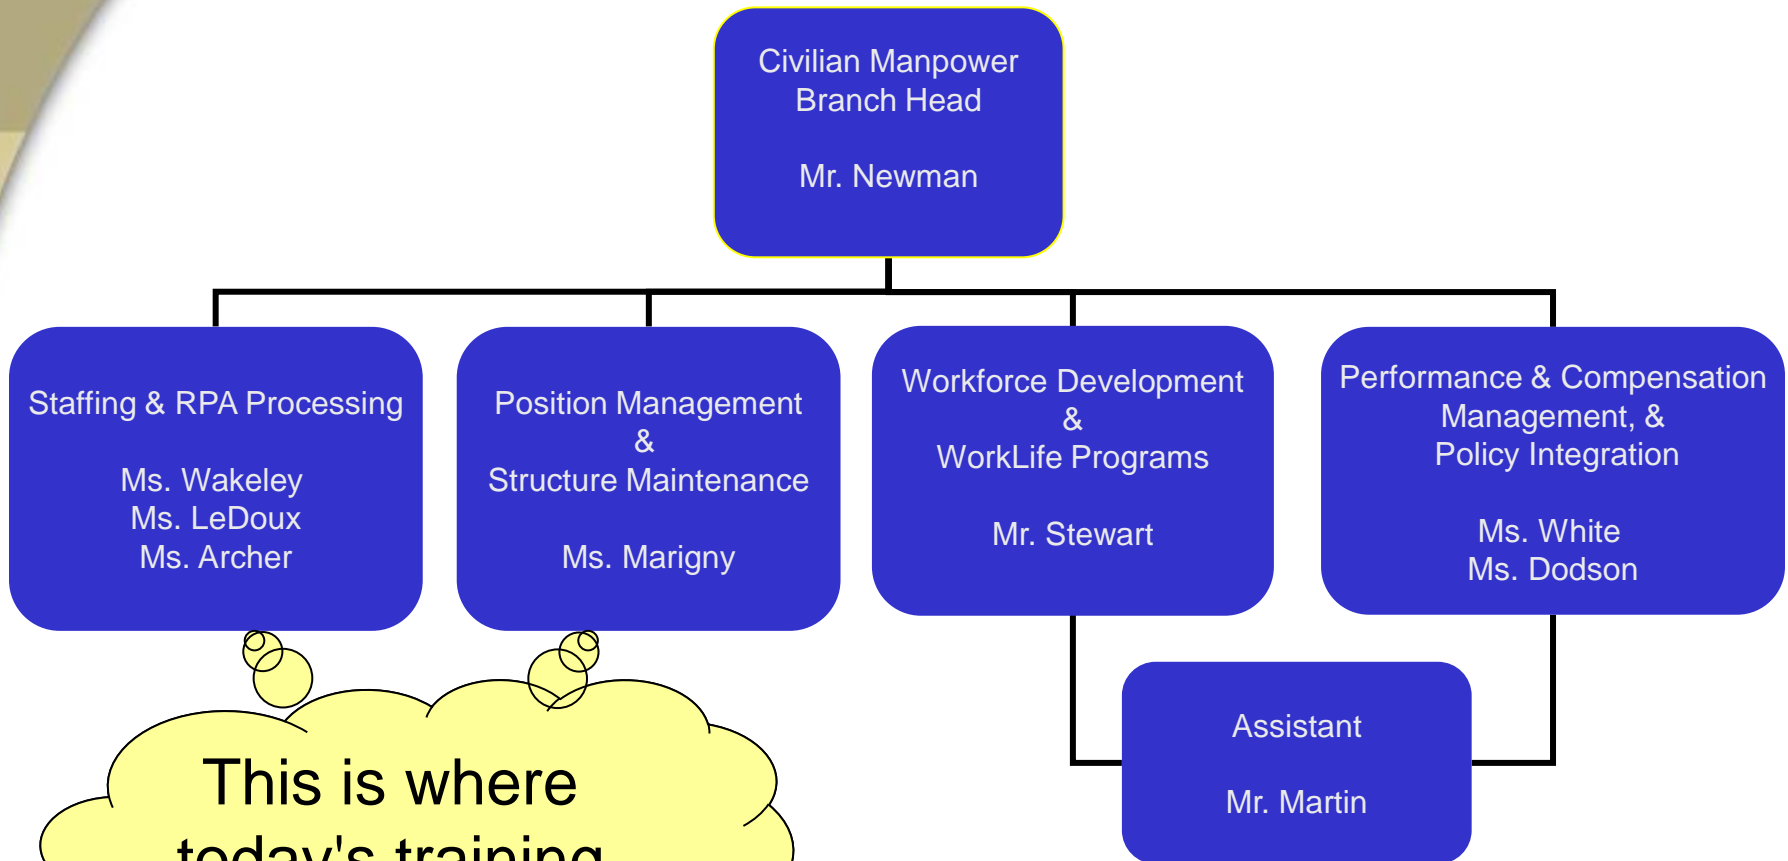 Civilian Manpower
Branch Head
Mr. Newman
Staffing & RPA Processing
Ms. Wakeley
Ms. LeDoux
Ms. Archer
Position Management
&
Structure Maintenance
Ms. Marigny
Workforce Development
&
WorkLife Programs
Mr. Stewart
Performance & Compensation
Management, &
Policy Integration
Ms. White
Ms. Dodson
Assistant
Mr. Martin
This is where
today's training